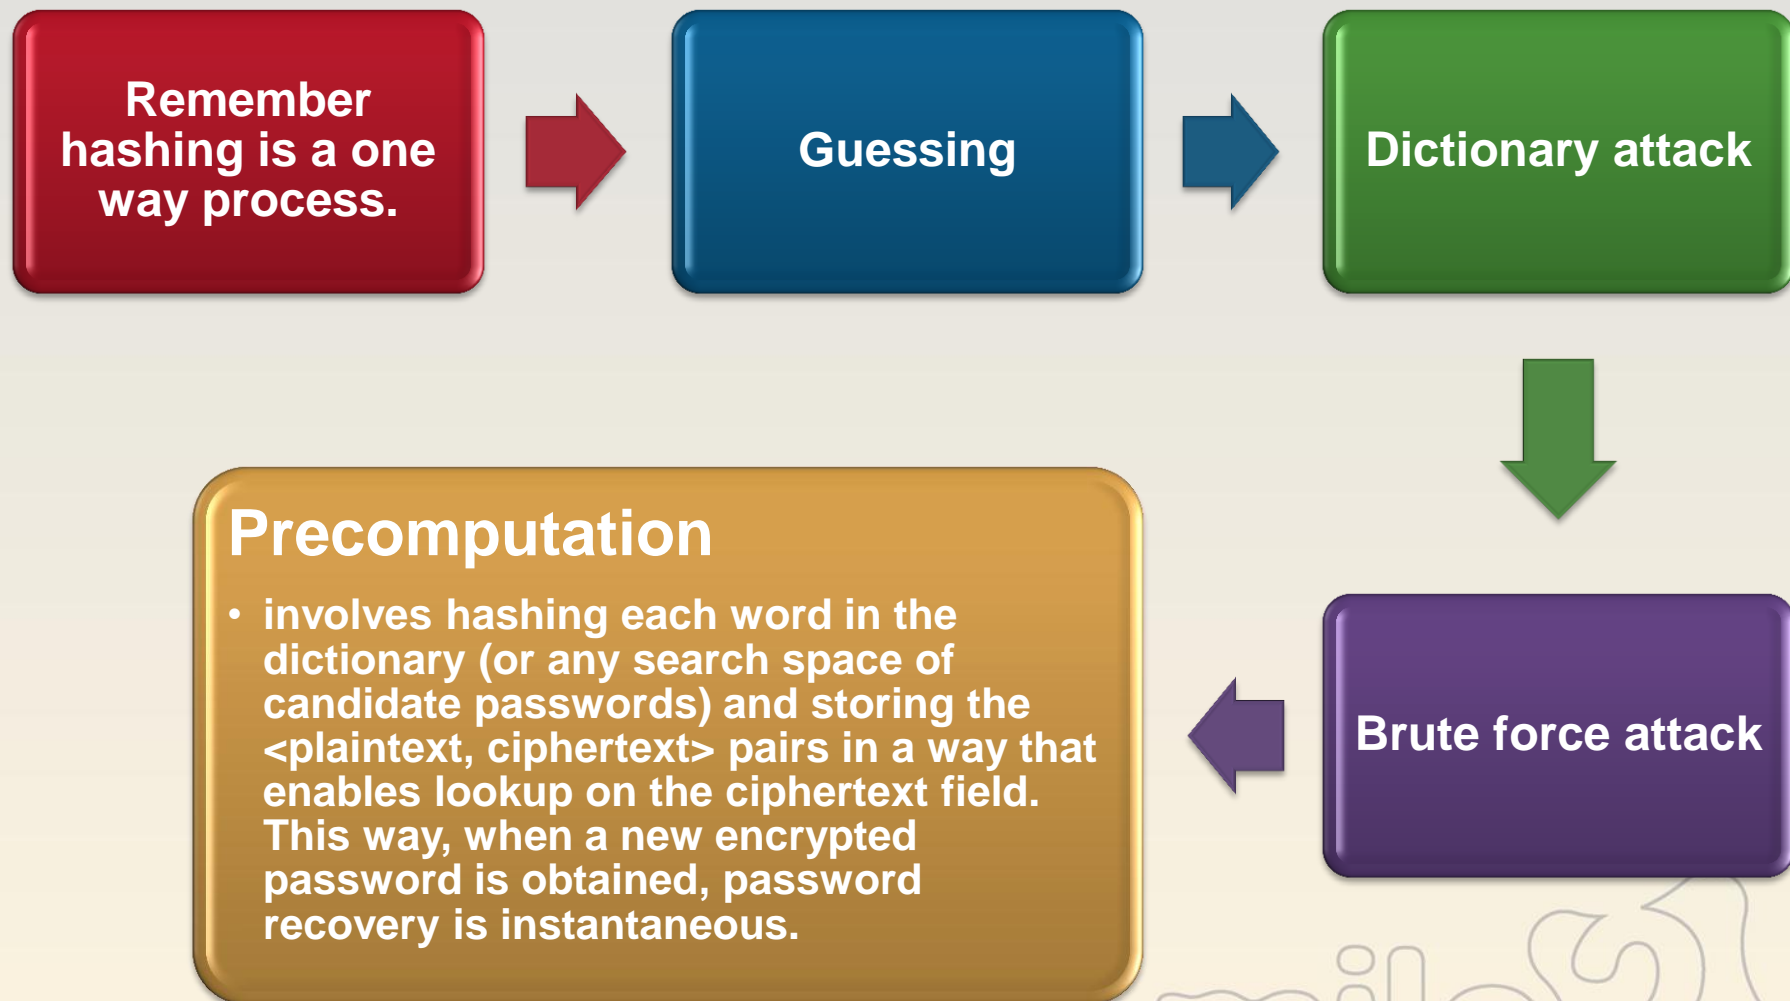 Remember
hashing is a one
way process.
Guessing
Dictionary attack
Brute force attack
Precomputation
• involves hashing each word in the
dictionary (or any search space of
candidate passwords) and storing the
<plaintext, ciphertext> pairs in a way that
enables lookup on the ciphertext field.
This way, when a new encrypted
password is obtained, password
recovery is instantaneous.